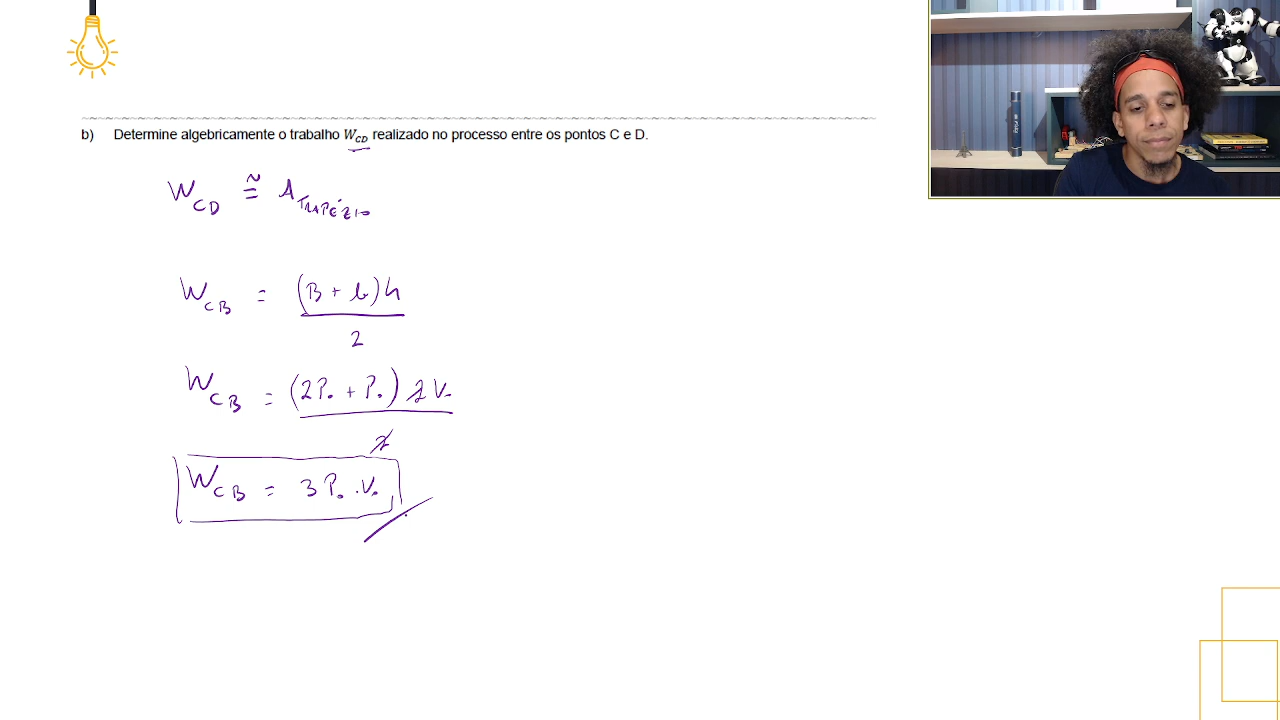 b) Determine algebricamente o trabalho W_CD realizado no processo entre os pontos C e D.
W_CD ≅ A_TRAPÉZIO
W_CB = (B + b)h / 2
W_CB = (2P₀ + P₀) 2V₀ / 2
W_CB = 3P₀ . V₀